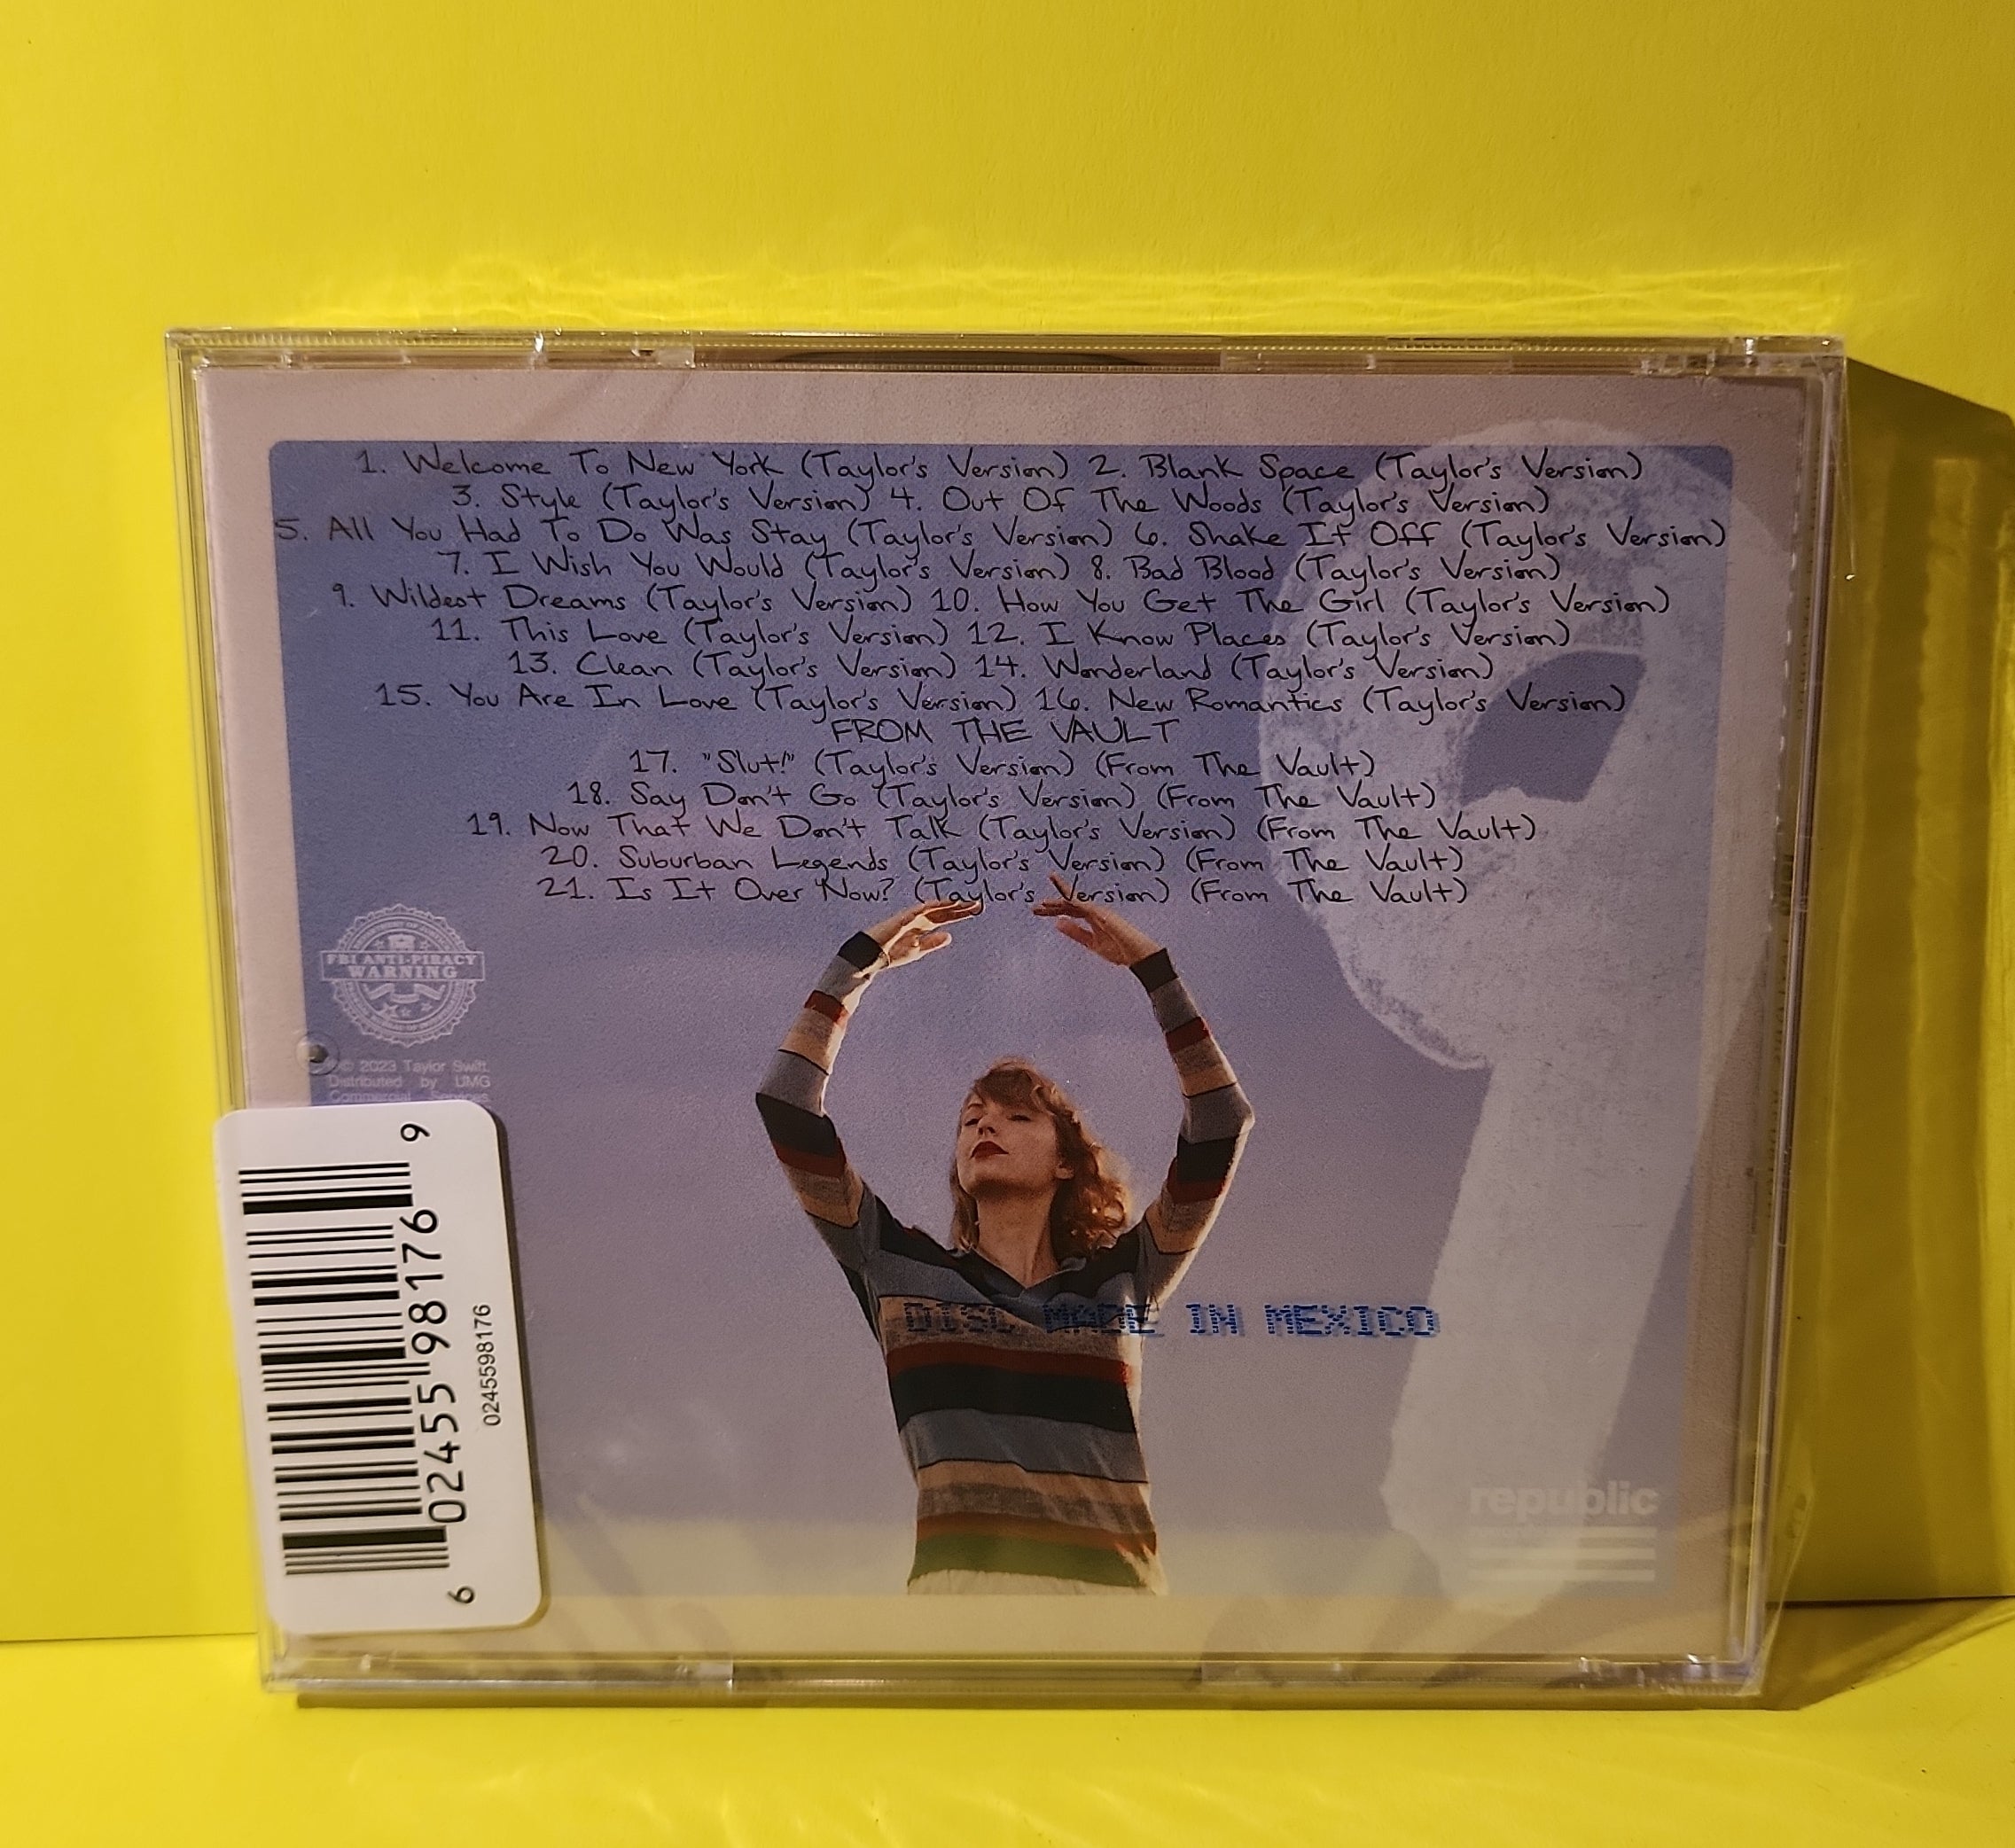 1. Welcome To New York (Taylor's Version) 2. Blank Space (Taylor's Version)
3. Style (Taylor's Version) 4. Out Of The Woods (Taylor's Version)
5. All You Had To Do Was Stay (Taylor's Version) 6. Shake It Off (Taylor's Version)
7. I Wish You Would (Taylor's Version) 8. Bad Blood (Taylor's Version)
9. Wildest Dreams (Taylor's Version) 10. How You Get The Girl (Taylor's Version)
11. This Love (Taylor's Version) 12. I Know Places (Taylor's Version)
13. Clean (Taylor's Version) 14. Wonderland (Taylor's Version)
15. You Are In Love (Taylor's Version) 16. New Romantics (Taylor's Version)
FROM THE VAULT
17. "Slut!" (Taylor's Version) (From The Vault)
18. Say Don't Go (Taylor's Version) (From The Vault)
19. Now That We Don't Talk (Taylor's Version) (From The Vault)
20. Suburban Legends (Taylor's Version) (From The Vault)
21. Is It Over Now? (Taylor's Version) (From The Vault)
FBI ANTI-PIRACY
WARNING
© 2023 Taylor Swift.
Distributed by UMG
Commercial Services
6 02455 98176 9
02455598176
DISC MADE IN MEXICO
republic